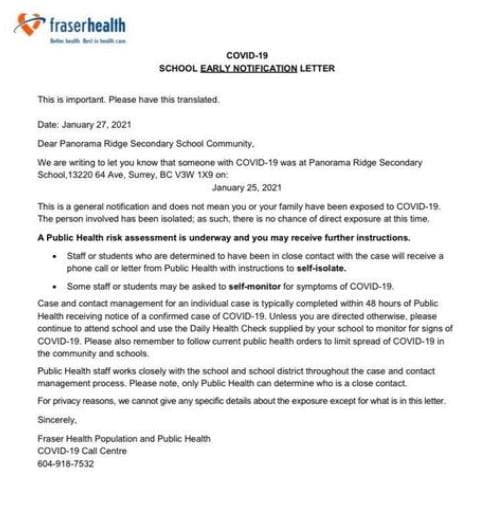 fraserhealth
Better health. Best in health care.
COVID-19
SCHOOL EARLY NOTIFICATION LETTER
This is important. Please have this translated.
Date: January 27, 2021
Dear Panorama Ridge Secondary School Community,
We are writing to let you know that someone with COVID-19 was at Panorama Ridge Secondary
School,13220 64 Ave, Surrey, BC V3W 1X9 on:
January 25, 2021
This is a general notification and does not mean you or your family have been exposed to COVID-19.
The person involved has been isolated; as such, there is no chance of direct exposure at this time.
A Public Health risk assessment is underway and you may receive further instructions.
• Staff or students who are determined to have been in close contact with the case will receive a
phone call or letter from Public Health with instructions to self-isolate.
• Some staff or students may be asked to self-monitor for symptoms of COVID-19.
Case and contact management for an individual case is typically completed within 48 hours of Public
Health receiving notice of a confirmed case of COVID-19. Unless you are directed otherwise, please
continue to attend school and use the Daily Health Check supplied by your school to monitor for signs of
COVID-19. Please also remember to follow current public health orders to limit spread of COVID-19 in
the community and schools.
Public Health staff works closely with the school and school district throughout the case and contact
management process. Please note, only Public Health can determine who is a close contact.
For privacy reasons, we cannot give any specific details about the exposure except for what is in this letter.
Sincerely,
Fraser Health Population and Public Health
COVID-19 Call Centre
604-918-7532